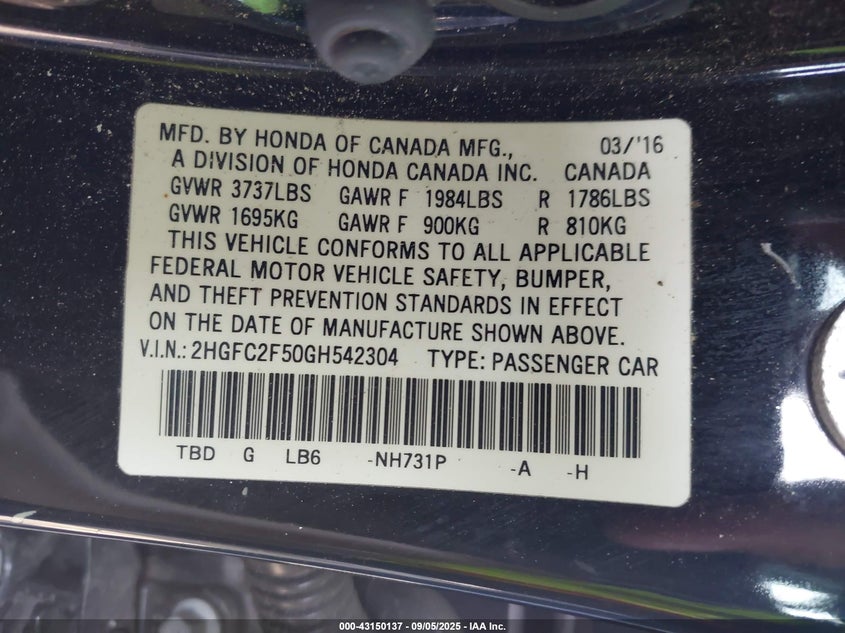 MFD. BY HONDA OF CANADA MFG., 03/'16
A DIVISION OF HONDA CANADA INC. CANADA
GVWR 3737LBS GAWR F 1984LBS R 1786LBS
GVWR 1695KG GAWR F 900KG R 810KG
THIS VEHICLE CONFORMS TO ALL APPLICABLE
FEDERAL MOTOR VEHICLE SAFETY, BUMPER,
AND THEFT PREVENTION STANDARDS IN EFFECT
ON THE DATE OF MANUFACTURE SHOWN ABOVE.
V.I.N.: 2HGFC2F50GH542304 TYPE: PASSENGER CAR
TBD G LB6 -NH731P -A -H
000-43150137 - 09/05/2025 - IAA Inc.